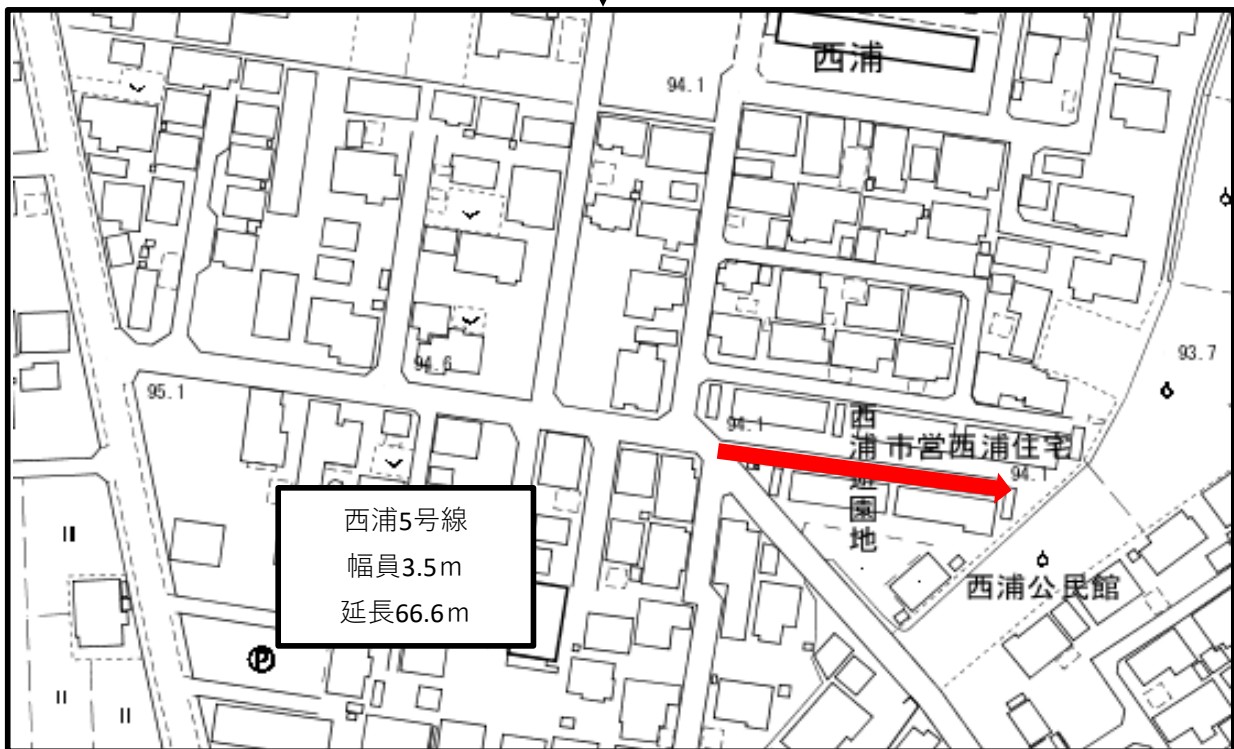 西浦
94.1
93.7
94.6
95.1
94.1
西浦遊園地
市営西浦住宅
94.1
西浦5号線
幅員3.5m
延長66.6m
西浦公民館
P